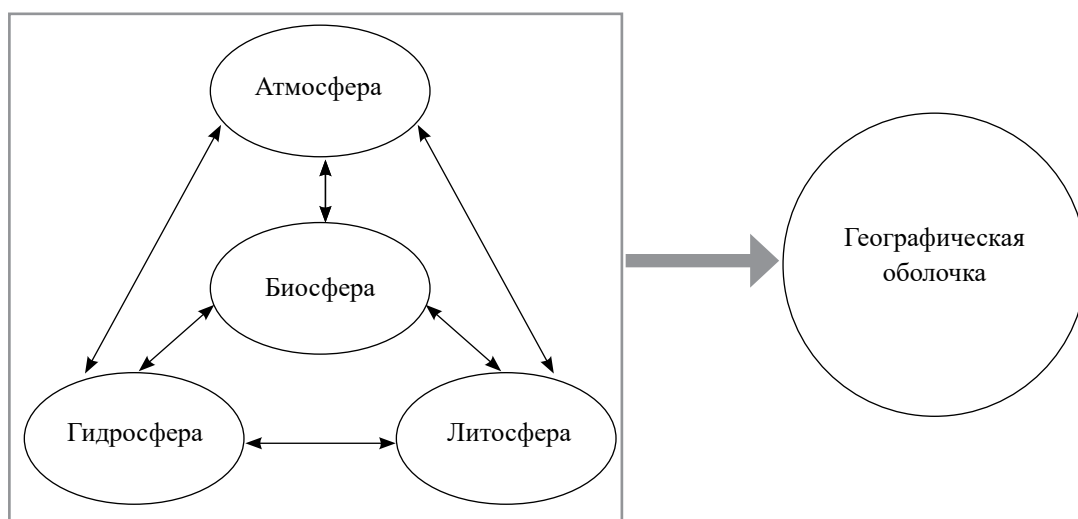 Атмосфера
Биосфера
Гидросфера
Литосфера
Географическая
оболочка